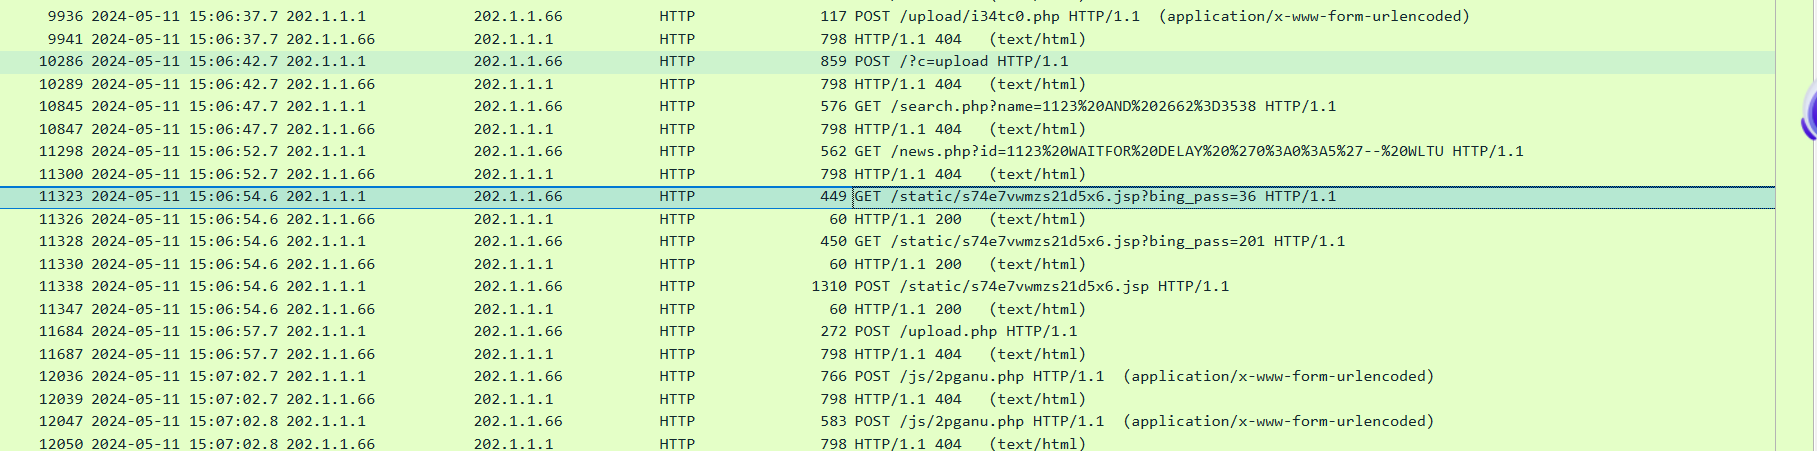 9936 2024-05-11 15:06:37.7 202.1.1.1 202.1.1.66 HTTP 117 POST /upload/i34tc0.php HTTP/1.1 (application/x-www-form-urlencoded)
9941 2024-05-11 15:06:37.7 202.1.1.66 202.1.1.1 HTTP 798 HTTP/1.1 404 (text/html)
10286 2024-05-11 15:06:42.7 202.1.1.1 202.1.1.66 HTTP 859 POST /?c=upload HTTP/1.1
10289 2024-05-11 15:06:42.7 202.1.1.66 202.1.1.1 HTTP 798 HTTP/1.1 404 (text/html)
10845 2024-05-11 15:06:47.7 202.1.1.1 202.1.1.66 HTTP 576 GET /search.php?name=1123%20AND%202662%3D3538 HTTP/1.1
10847 2024-05-11 15:06:47.7 202.1.1.66 202.1.1.1 HTTP 798 HTTP/1.1 404 (text/html)
11298 2024-05-11 15:06:52.7 202.1.1.1 202.1.1.66 HTTP 562 GET /news.php?id=1123%20WAITFOR%20DELAY%20%270%3A0%3A5%27--%20WLTU HTTP/1.1
11300 2024-05-11 15:06:52.7 202.1.1.66 202.1.1.1 HTTP 798 HTTP/1.1 404 (text/html)
11323 2024-05-11 15:06:54.6 202.1.1.1 202.1.1.66 HTTP 449 GET /static/s74e7vwmzs21d5x6.jsp?bing_pass=36 HTTP/1.1
11326 2024-05-11 15:06:54.6 202.1.1.66 202.1.1.1 HTTP 60 HTTP/1.1 200 (text/html)
11328 2024-05-11 15:06:54.6 202.1.1.1 202.1.1.66 HTTP 450 GET /static/s74e7vwmzs21d5x6.jsp?bing_pass=201 HTTP/1.1
11330 2024-05-11 15:06:54.6 202.1.1.66 202.1.1.1 HTTP 60 HTTP/1.1 200 (text/html)
11338 2024-05-11 15:06:54.6 202.1.1.1 202.1.1.66 HTTP 1310 POST /static/s74e7vwmzs21d5x6.jsp HTTP/1.1
11347 2024-05-11 15:06:54.6 202.1.1.66 202.1.1.1 HTTP 60 HTTP/1.1 200 (text/html)
11684 2024-05-11 15:06:57.7 202.1.1.1 202.1.1.66 HTTP 272 POST /upload.php HTTP/1.1
11687 2024-05-11 15:06:57.7 202.1.1.66 202.1.1.1 HTTP 798 HTTP/1.1 404 (text/html)
12036 2024-05-11 15:07:02.7 202.1.1.1 202.1.1.66 HTTP 766 POST /js/2pganu.php HTTP/1.1 (application/x-www-form-urlencoded)
12039 2024-05-11 15:07:02.7 202.1.1.66 202.1.1.1 HTTP 798 HTTP/1.1 404 (text/html)
12047 2024-05-11 15:07:02.8 202.1.1.1 202.1.1.66 HTTP 583 POST /js/2pganu.php HTTP/1.1 (application/x-www-form-urlencoded)
12050 2024-05-11 15:07:02.8 202.1.1.66 202.1.1.1 HTTP 798 HTTP/1.1 404 (text/html)